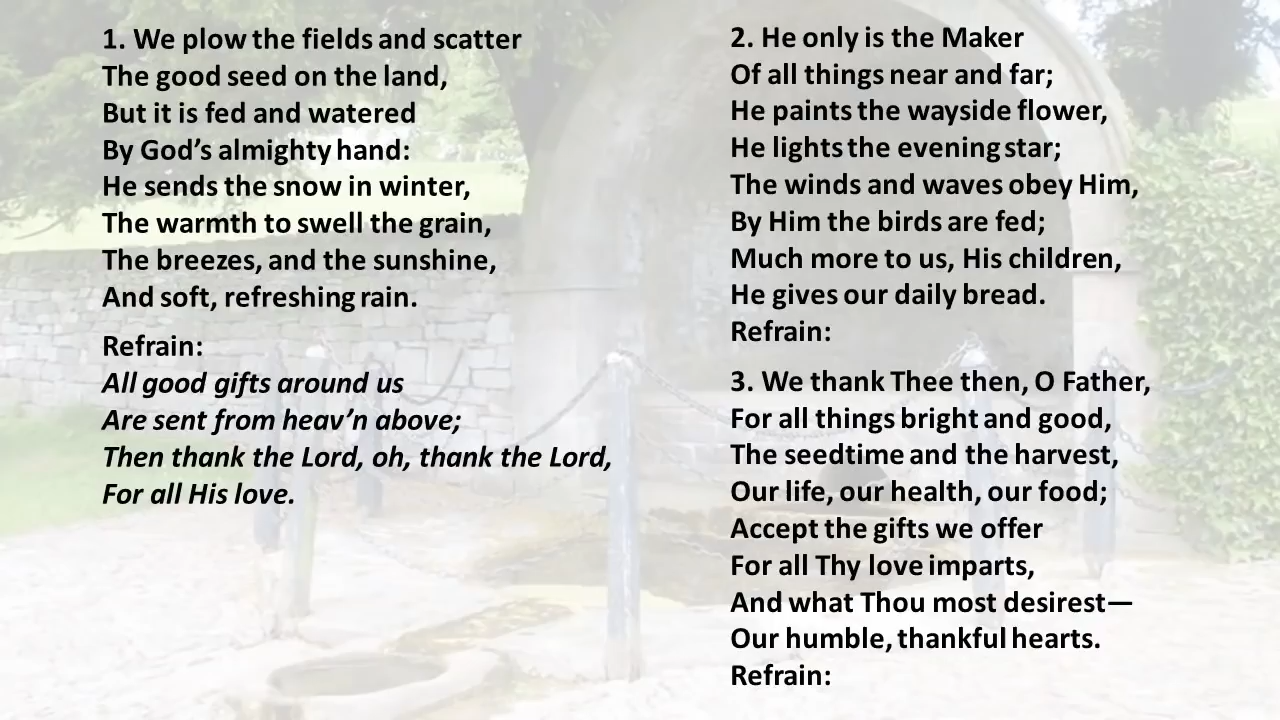 1. We plow the fields and scatter
The good seed on the land,
But it is fed and watered
By God’s almighty hand:
He sends the snow in winter,
The warmth to swell the grain,
The breezes, and the sunshine,
And soft, refreshing rain.
Refrain:
All good gifts around us
Are sent from heav’n above;
Then thank the Lord, oh, thank the Lord,
For all His love.
2. He only is the Maker
Of all things near and far;
He paints the wayside flower,
He lights the evening star;
The winds and waves obey Him,
By Him the birds are fed;
Much more to us, His children,
He gives our daily bread.
Refrain:
3. We thank Thee then, O Father,
For all things bright and good,
The seedtime and the harvest,
Our life, our health, our food;
Accept the gifts we offer
For all Thy love imparts,
And what Thou most desirest—
Our humble, thankful hearts.
Refrain: